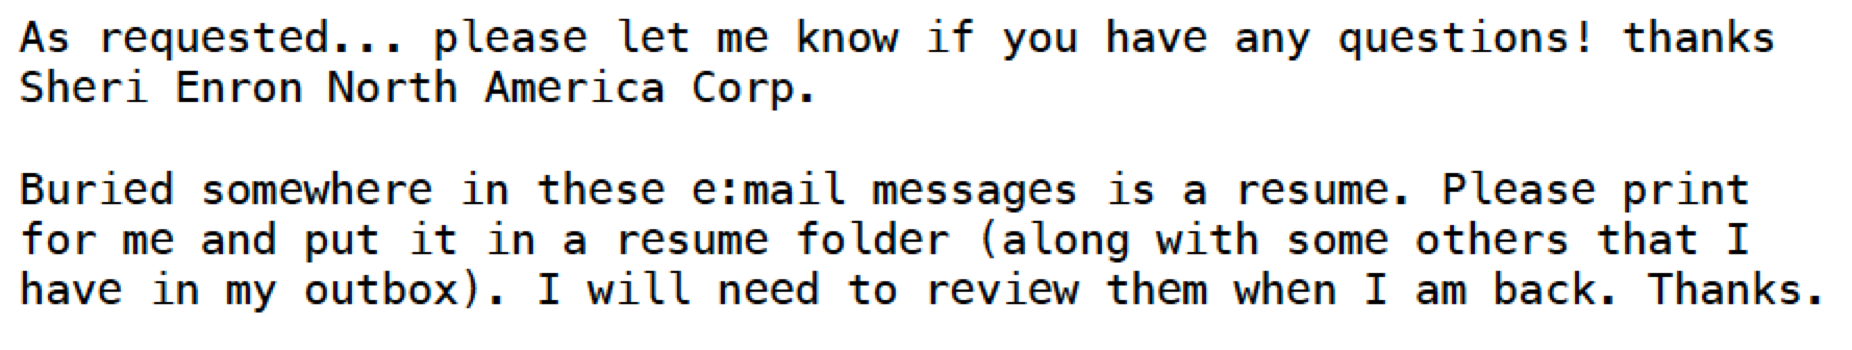 As requested... please let me know if you have any questions! thanks
Sheri Enron North America Corp.

Buried somewhere in these e:mail messages is a resume. Please print
for me and put it in a resume folder (along with some others that I
have in my outbox). I will need to review them when I am back. Thanks.